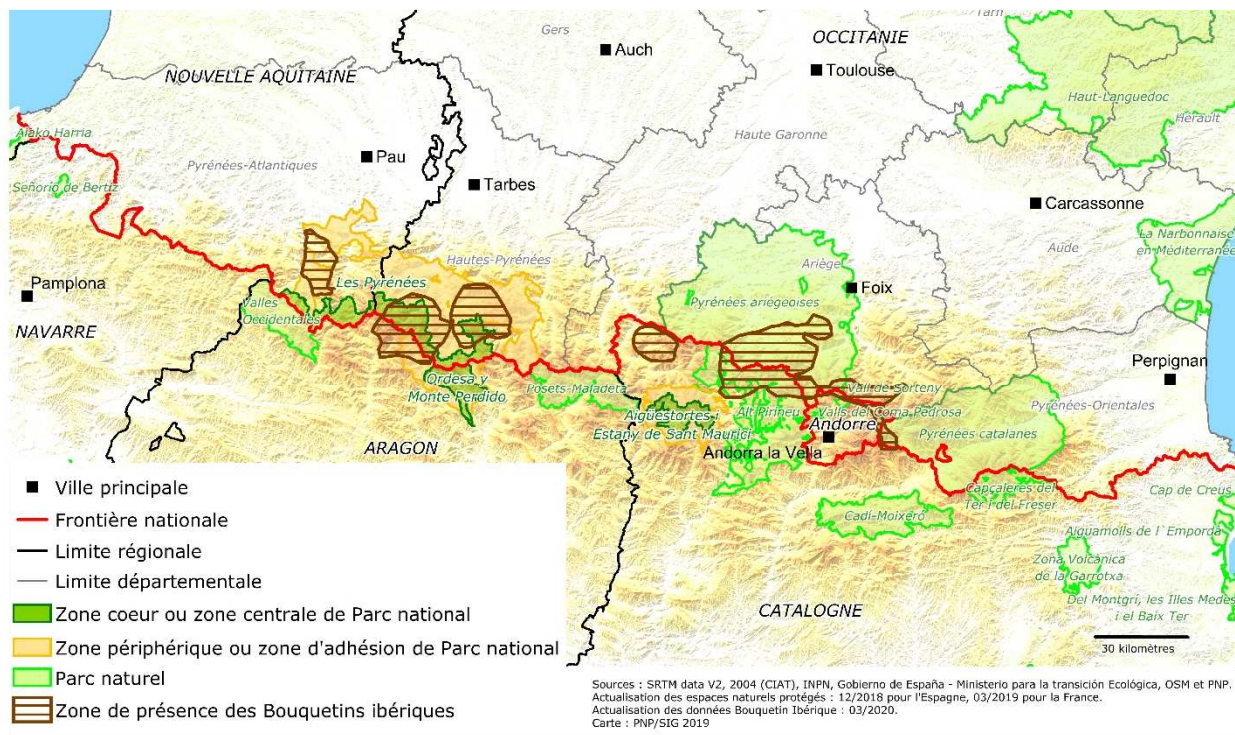 Tarn
Gers
Auch
OCCITANIE
NOUVELLE AQUITAINE
Toulouse
Haut-Languedoc
Hérault
Aiako Harria
Haute Garonne
Pyrénées-Atlantiques
Pau
Señorio de Bertiz
Tarbes
Carcassonne
La Narbonnaise
en Méditerranée
Aude
Hautes-Pyrénées
Ariège
Pamplona
Les Pyrénées
Foix
Pyrénées ariégeoises
Valles
Occidentales
NAVARRE
Perpignan
Ordesa y
Monte Perdido
Posets-Maladeta
Vall de Sorteny
Aigüestortes i
Estany de Sant Maurici
Alt Pirineu
Valls del Coma Pedrosa
Pyrénées-Orientales
Andorre
Pyrénées catalanes
ARAGON
Andorra la Vella
Capçaleres del
Ter i del Freser
Cap de Creus
Cadí-Moixeró
Aiguamolls de l'Empordà
Zona Volcànica
de la Garrotxa
CATALOGNE
Del Montgrí, les Illes Medes
i el Baix Ter
30 kilomètres
Ville principale
Frontière nationale
Limite régionale
Limite départementale
Zone coeur ou zone centrale de Parc national
Zone périphérique ou zone d'adhésion de Parc national
Parc naturel
Zone de présence des Bouquetins ibériques
Sources : SRTM data V2, 2004 (CIAT), INPN, Gobierno de España - Ministerio para la transición Ecológica, OSM et PNP.
Actualisation des espaces naturels protégés : 12/2018 pour l'Espagne, 03/2019 pour la France.
Actualisation des données Bouquetin Ibérique : 03/2020.
Carte : PNP/SIG 2019